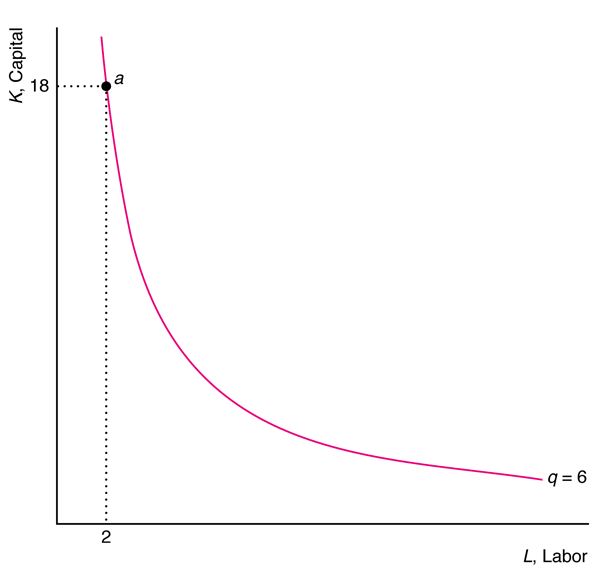 K, Capital
18
a
q = 6
2
L, Labor